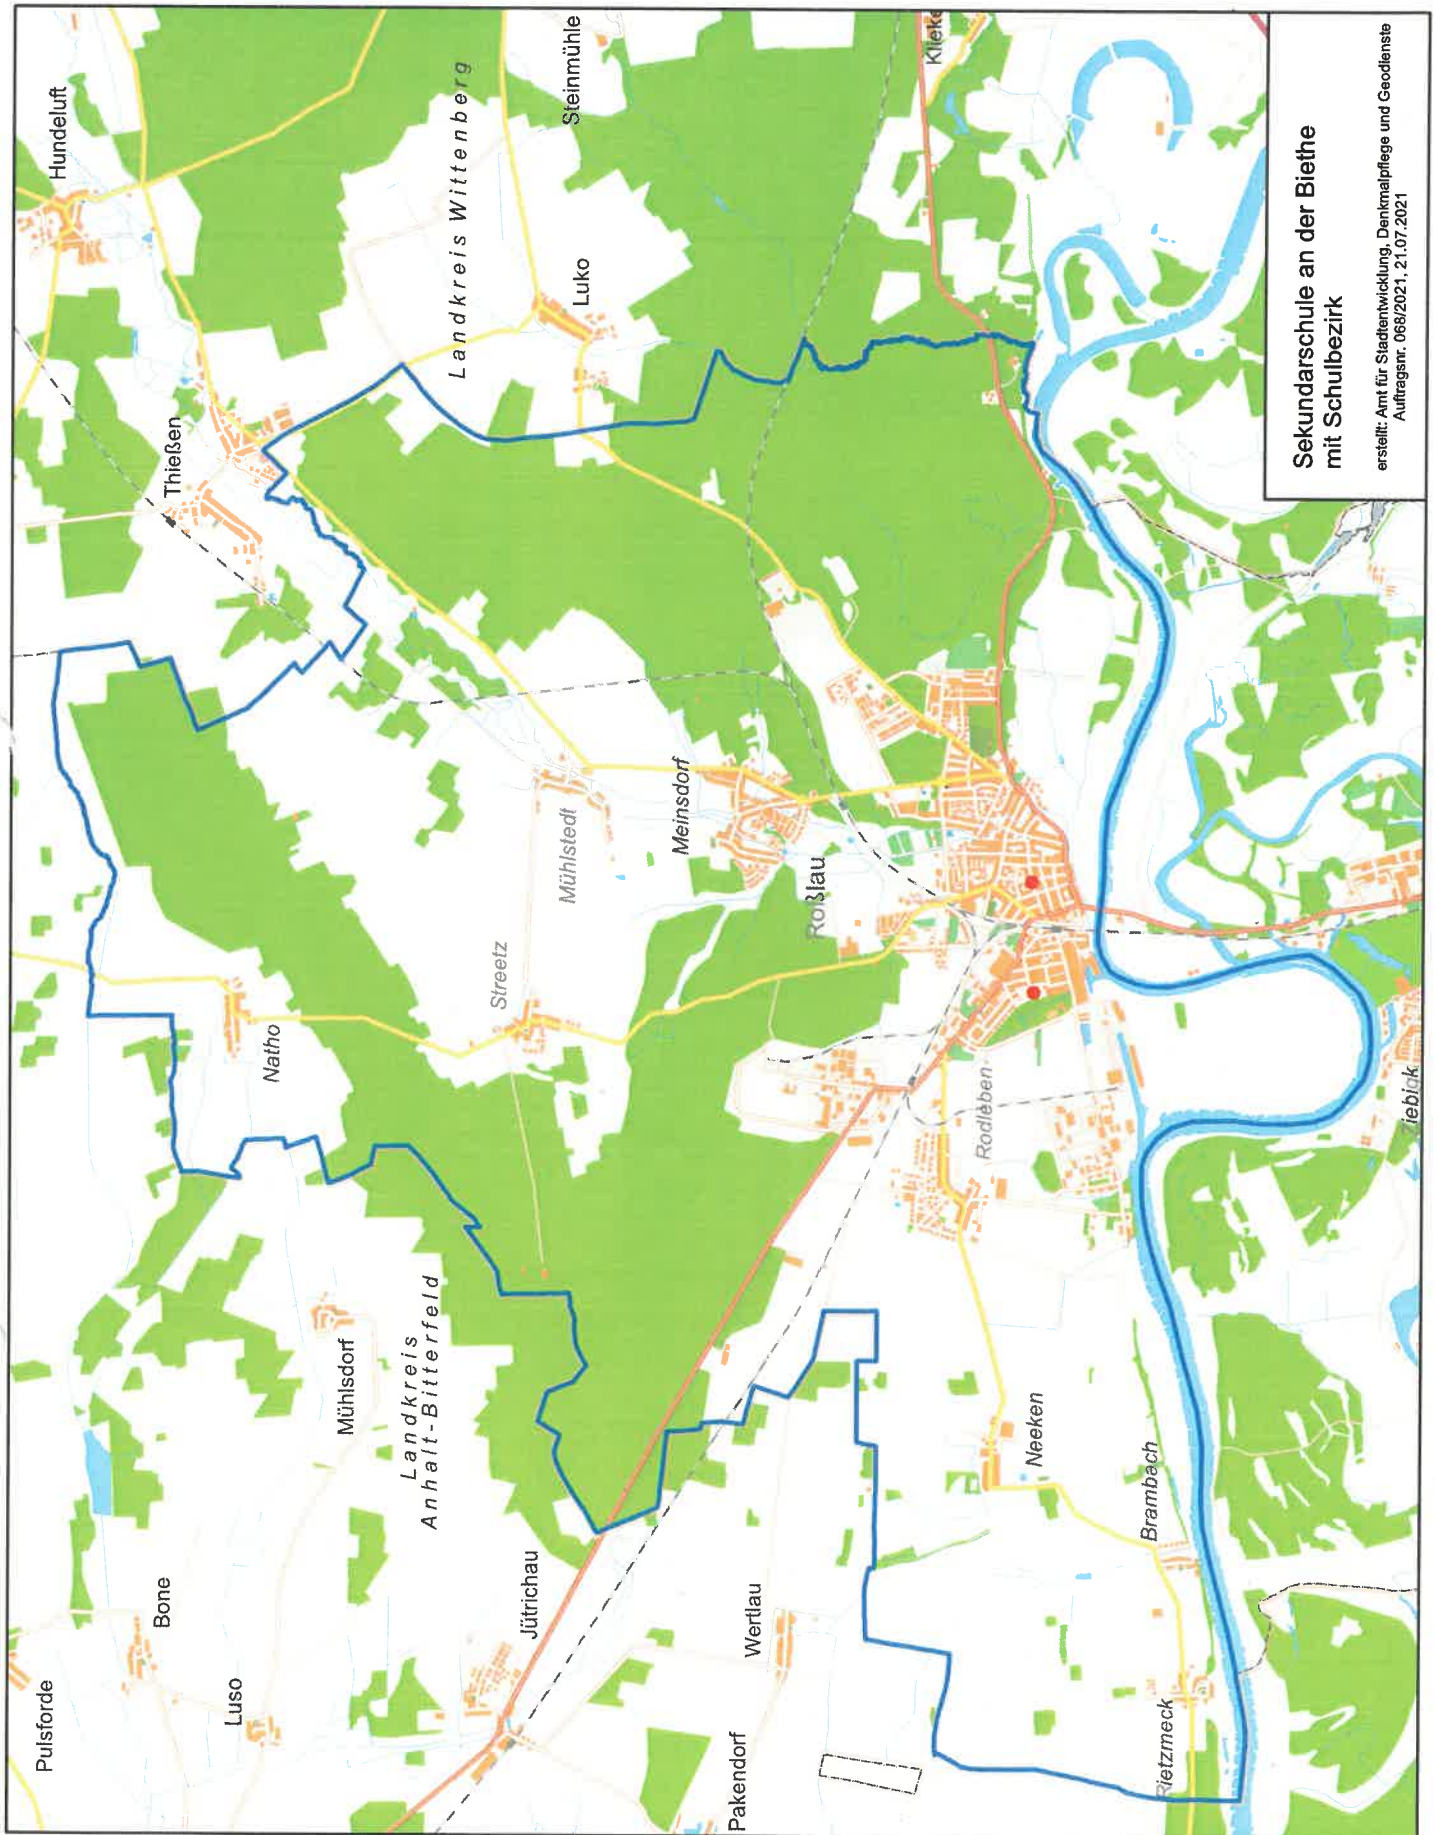 Pulsforde
Bone
Luso
Mühlsdorf
Landkreis
Anhalt-Bitterfeld
Jütrichau
Pakendorf
Wertlau
Natho
Streetz
Mühlstedt
Meinsdorf
Roßlau
Rodleben
Neeken
Brambach
Rietzmeck
Thießen
Hundeluft
Landkreis Wittenberg
Luko
Steinmühle
Klieke
Ziebigk
Sekundarschule an der Biethe
mit Schulbezirk
erstellt: Amt für Stadtentwicklung, Denkmalpflege und Geodienste
Auftragsnr. 068/2021, 21.07.2021